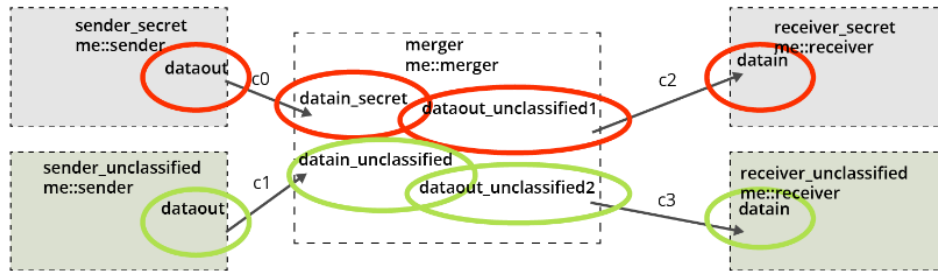 sender_secret
me::sender
dataout
c0
merger
me::merger
datain_secret
dataout_unclassified1
c2
receiver_secret
me::receiver
datain
sender_unclassified
me::sender
dataout
c1
datain_unclassified
dataout_unclassified2
c3
receiver_unclassified
me::receiver
datain